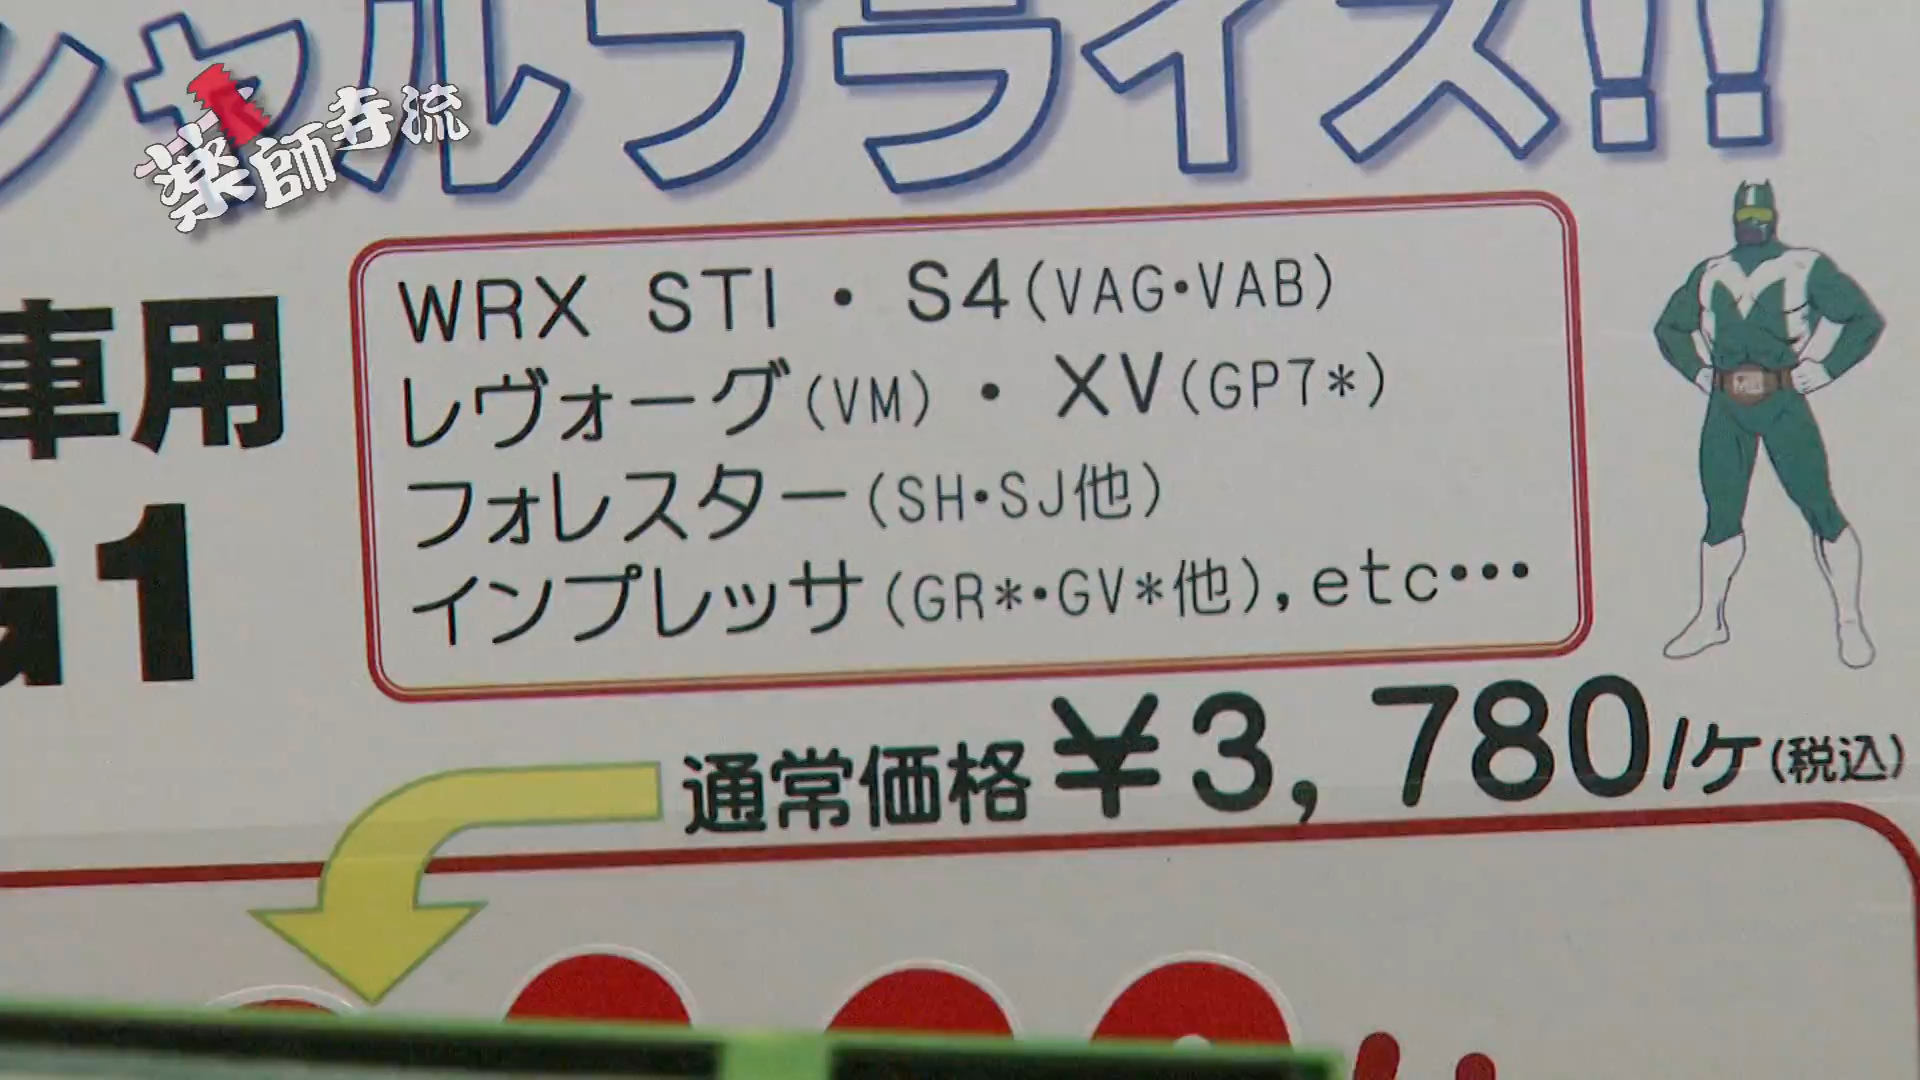 シャルプライス!!
薬師寺流
車用
WRX STI・S4(VAG・VAB)
レヴォーグ(VM)・XV(GP7*)
フォレスター(SH・SJ他)
G1
インプレッサ(GR*・GV*他),etc…
通常価格¥3,780/ケ(税込)